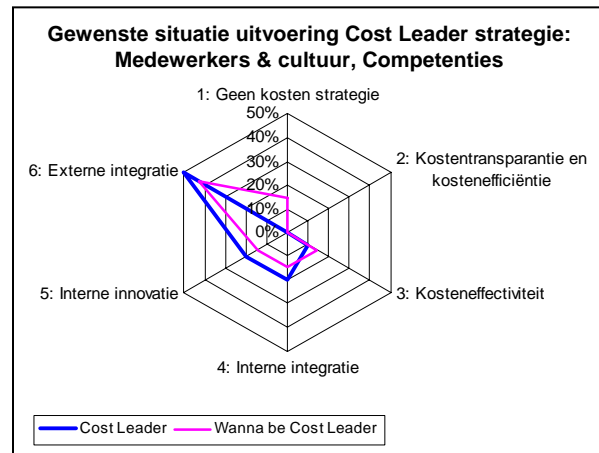 Gewenste situatie uitvoering Cost Leader strategie:
Medewerkers & cultuur, Competenties
1: Geen kosten strategie
50%
40%
30%
20%
10%
0%
2: Kostentransparantie en
kostenefficiëntie
3: Kosteneffectiviteit
4: Interne integratie
5: Interne innovatie
6: Externe integratie
Cost Leader
Wanna be Cost Leader